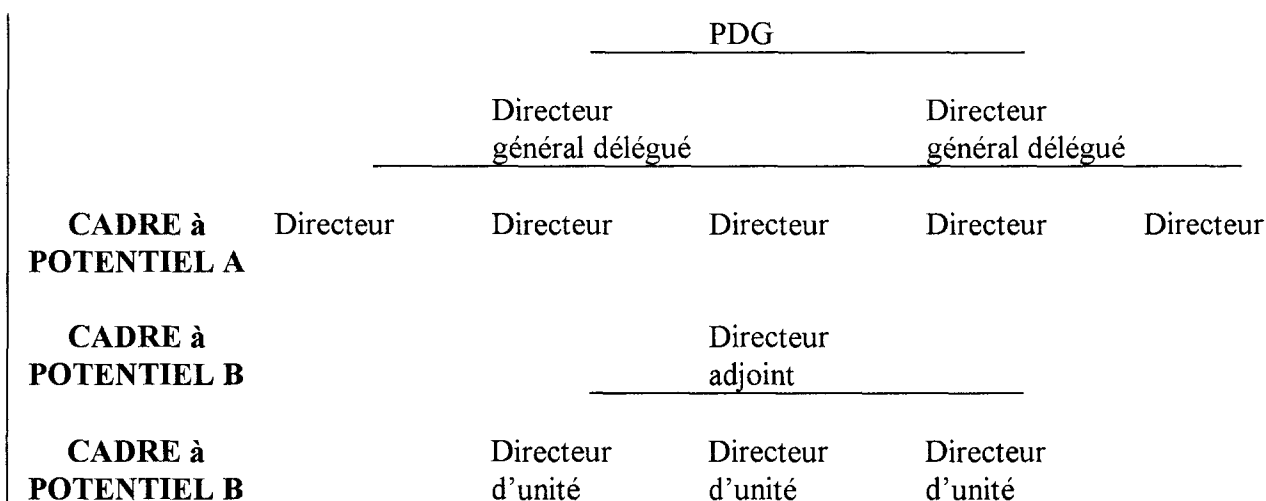 PDG
Directeur Directeur
général délégué général délégué
CADRE à Directeur Directeur Directeur Directeur Directeur
POTENTIEL A
CADRE à Directeur
POTENTIEL B adjoint
CADRE à Directeur Directeur Directeur
POTENTIEL B d'unité d'unité d'unité